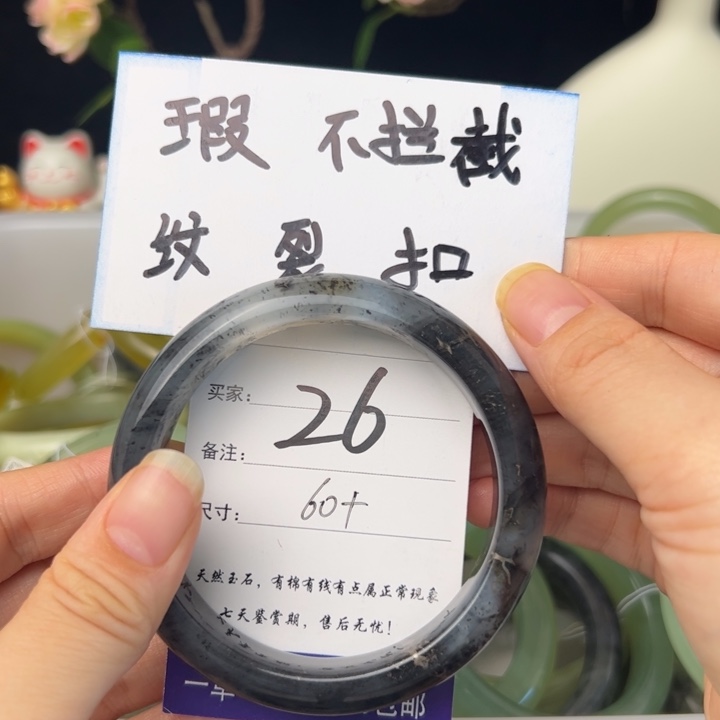 瑕 不拦截
纹 裂 扣
买家: 26
备注:
尺寸: 60+
天然玉石，有棉有线有点属正常现象
七天鉴赏期，售后无忧！